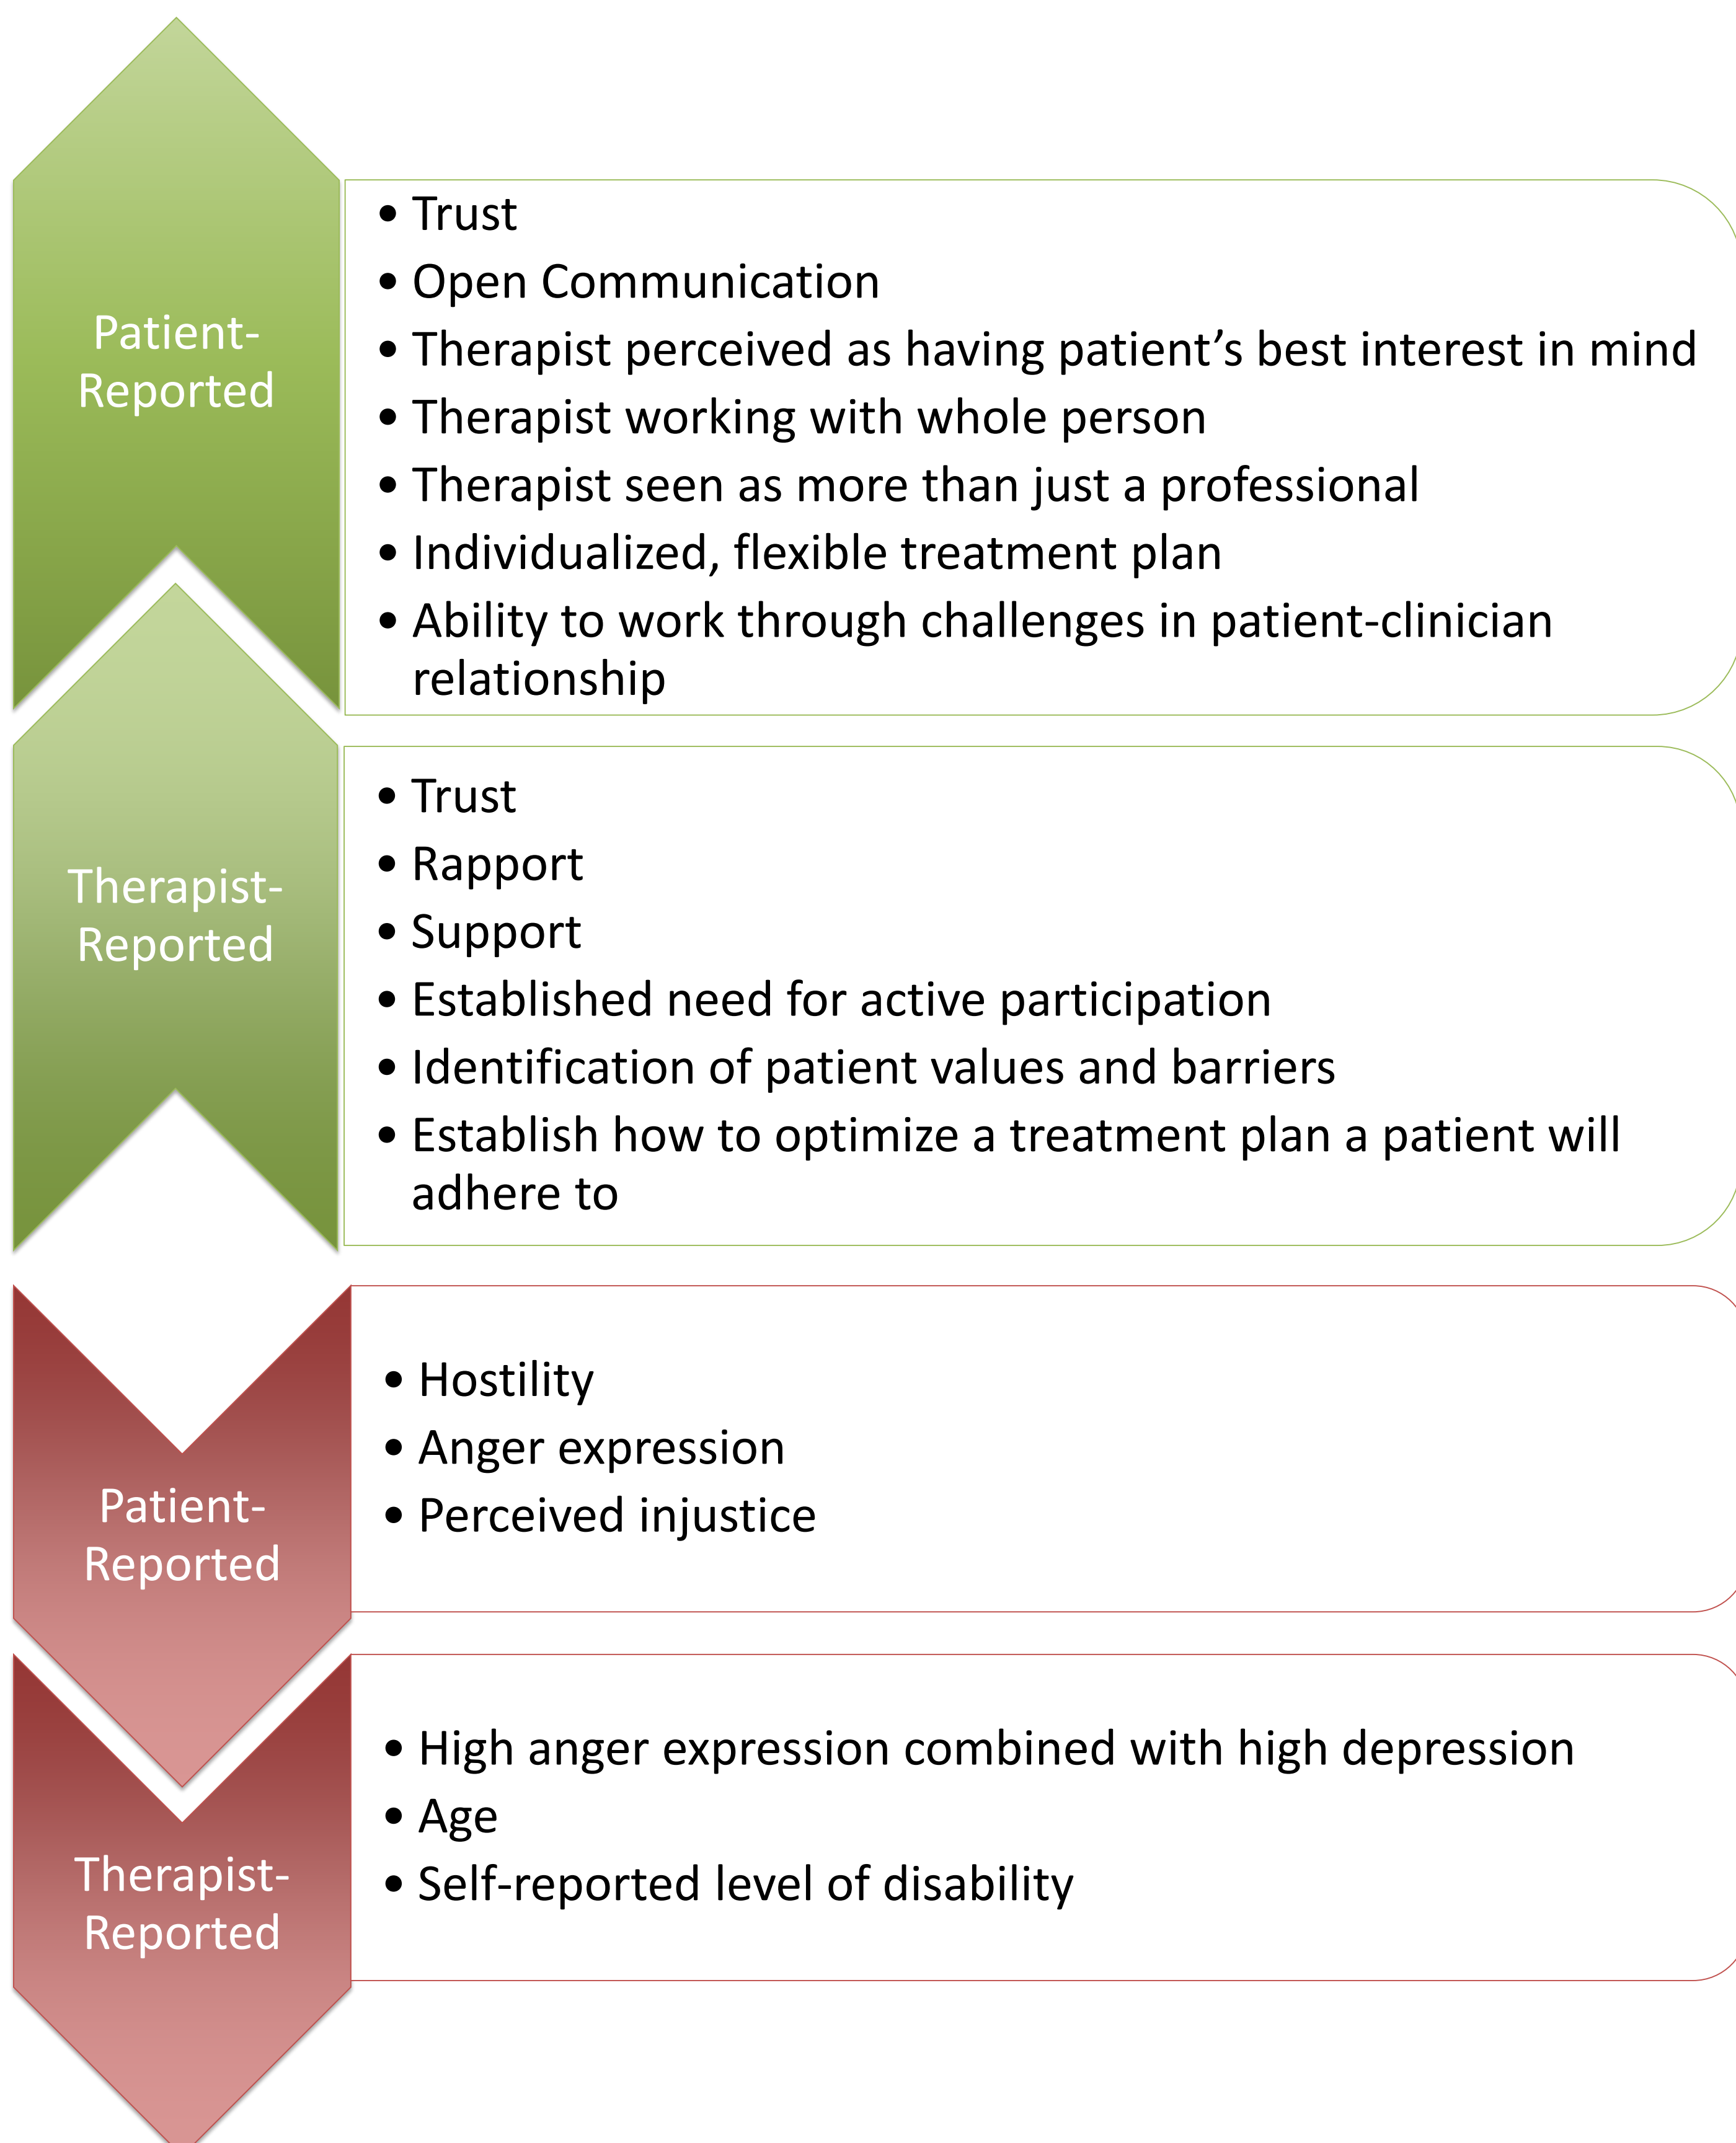 Patient-
Reported
• Trust
• Open Communication
• Therapist perceived as having patient’s best interest in mind
• Therapist working with whole person
• Therapist seen as more than just a professional
• Individualized, flexible treatment plan
• Ability to work through challenges in patient-clinician
relationship
Therapist-
Reported
• Trust
• Rapport
• Support
• Established need for active participation
• Identification of patient values and barriers
• Establish how to optimize a treatment plan a patient will
adhere to
Patient-
Reported
• Hostility
• Anger expression
• Perceived injustice
Therapist-
Reported
• High anger expression combined with high depression
• Age
• Self-reported level of disability